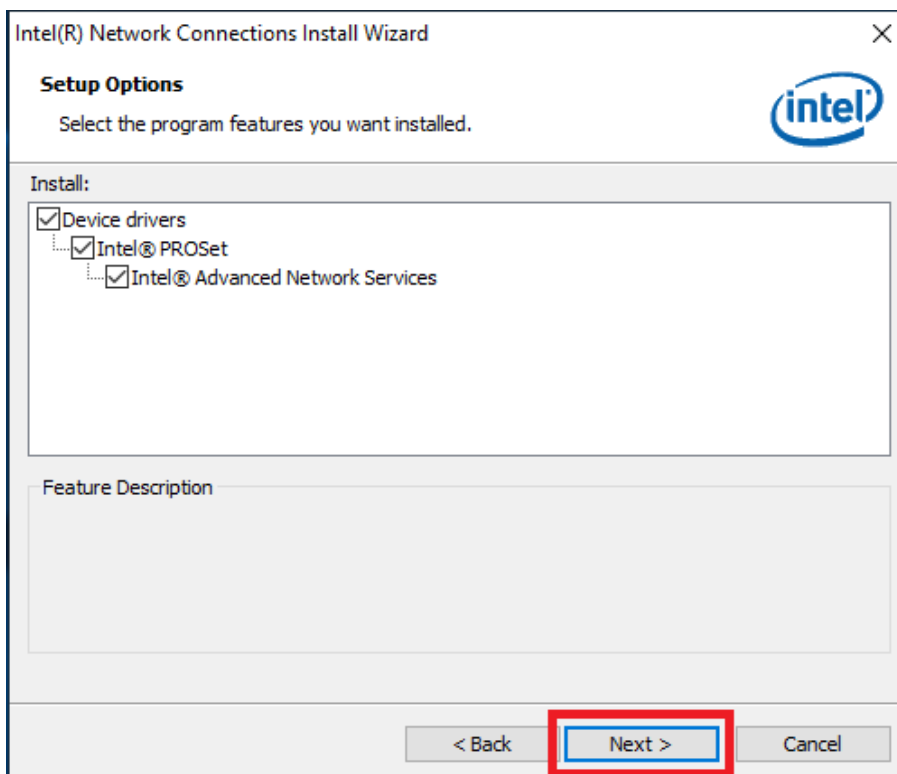 Intel(R) Network Connections Install Wizard
Setup Options
Select the program features you want installed.
intel®
Install:
Device drivers
Intel® PROSet
Intel® Advanced Network Services
Feature Description
< Back
Next >
Cancel